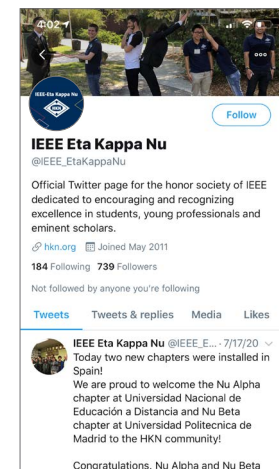 4:02
IEEE-Eta Kappa Nu
Follow
IEEE Eta Kappa Nu
@IEEE_EtaKappaNu
Official Twitter page for the honor society of IEEE
dedicated to encouraging and recognizing
excellence in students, young professionals and
eminent scholars.
hkn.org Joined May 2011
184 Following 739 Followers
Not followed by anyone you're following
Tweets Tweets & replies Media Likes
IEEE Eta Kappa Nu @IEEE_E... · 7/17/20
Today two new chapters were installed in
Spain!
We are proud to welcome the Nu Alpha
chapter at Universidad Nacional de
Educación a Distancia and Nu Beta
chapter at Universidad Politecnica de
Madrid to the HKN community!
Congratulations, Nu Alpha and Nu Beta